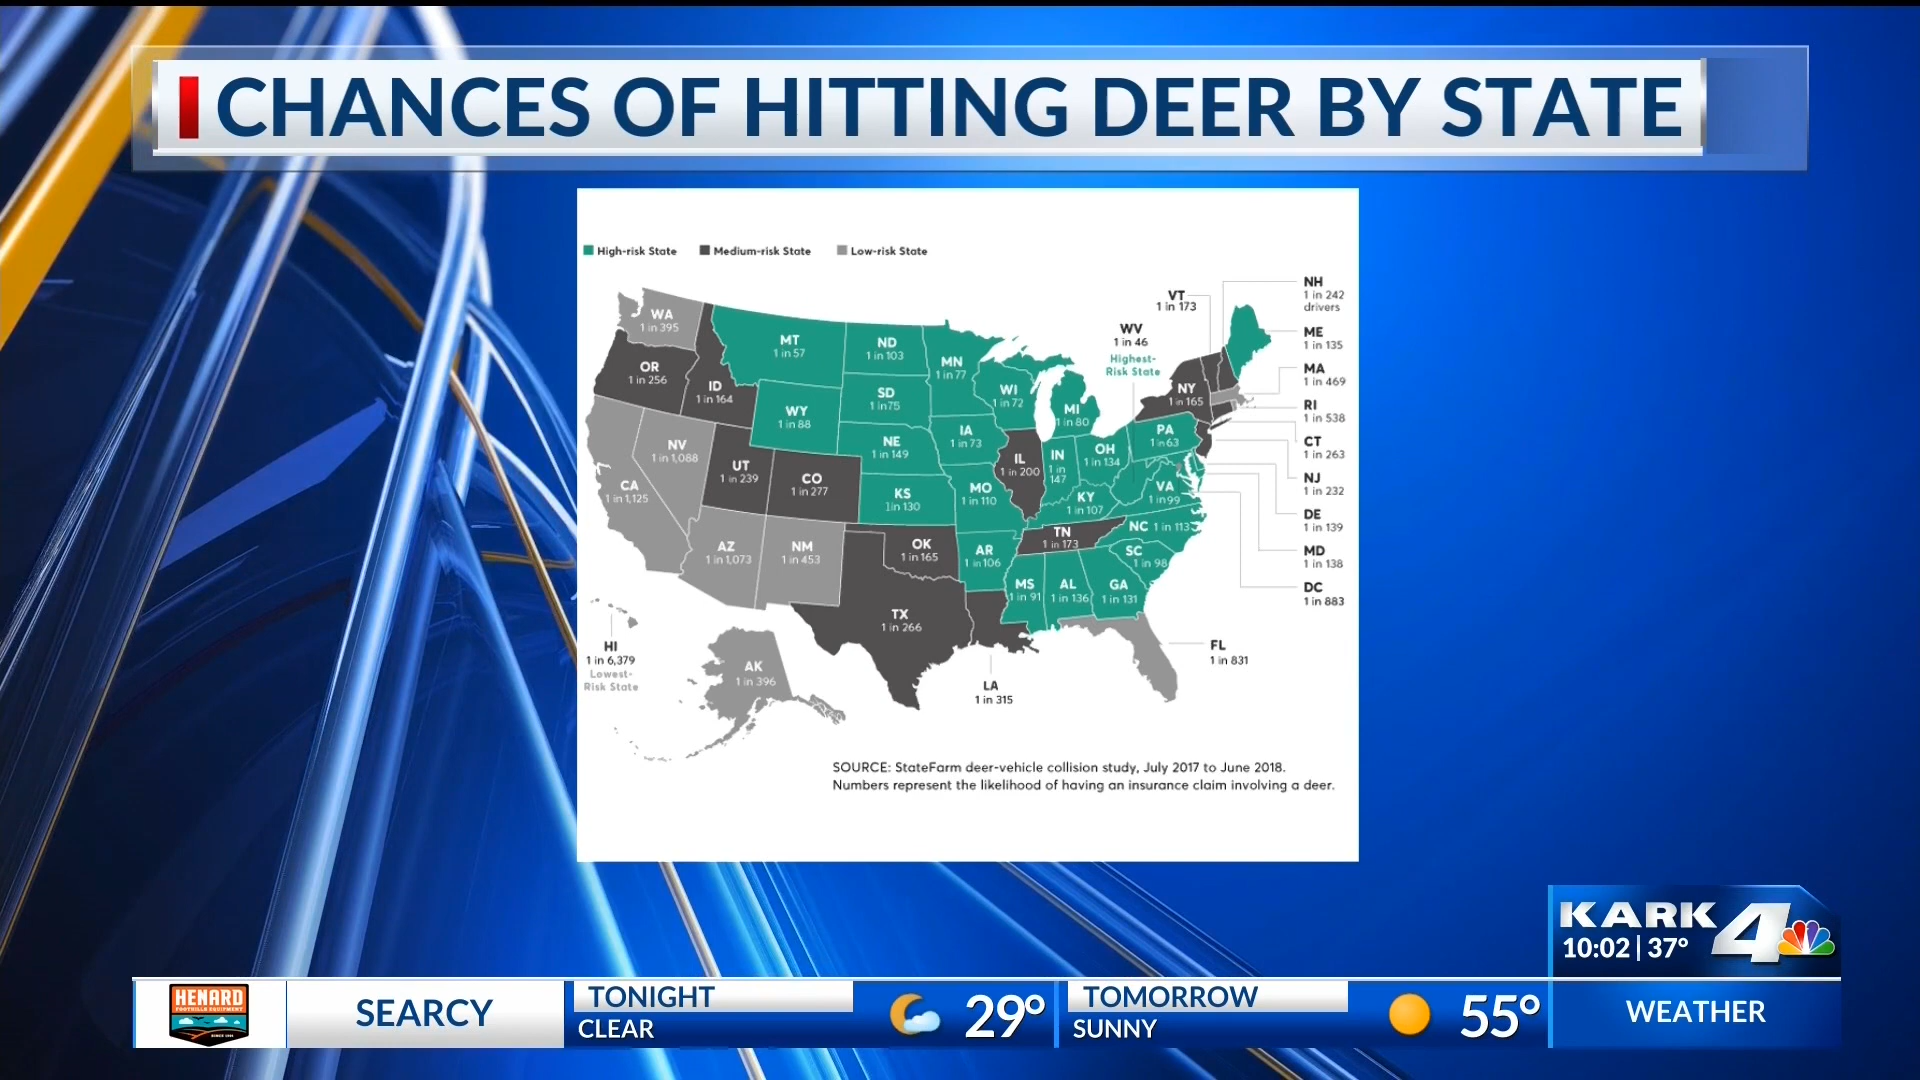 CHANCES OF HITTING DEER BY STATE
High-risk State
Medium-risk State
Low-risk State
WA
1 in 395
OR
1 in 256
ID
1 in 164
MT
1 in 57
ND
1 in 103
MN
1 in 77
WI
1 in 72
MI
1 in 80
WY
1 in 88
SD
1 in75
IA
1 in 73
NE
1 in 149
NV
1 in 1,088
CA
1 in 1,125
UT
1 in 239
CO
1 in 277
KS
1in 130
MO
1 in 110
IL
1 in 200
IN
1 in
147
OH
1 in 134
KY
1 in 107
WV
1 in 46
Highest-
Risk State
VT
1 in 173
NY
1 in 165
PA
1 in 63
VA
1 in 99
NC 1 in 113
TN
1 in 173
SC
1 in 98
AZ
1 in 1,073
NM
1 in 453
OK
1 in 165
AR
1 in 106
MS
1 in 91
AL
1 in 136
GA
1 in 131
TX
1 in 266
LA
1 in 315
FL
1 in 831
HI
1 in 6,379
Lowest-
Risk State
AK
1 in 396
NH
1 in 242
drivers
ME
1 in 135
MA
1 in 469
RI
1 in 538
CT
1 in 263
NJ
1 in 232
DE
1 in 139
MD
1 in 138
DC
1 in 883
SOURCE: StateFarm deer-vehicle collision study, July 2017 to June 2018.
Numbers represent the likelihood of having an insurance claim involving a deer.
KARK 4
10:02 | 37°
HENARD
SEARCY
TONIGHT
CLEAR
29°
TOMORROW
SUNNY
55°
WEATHER